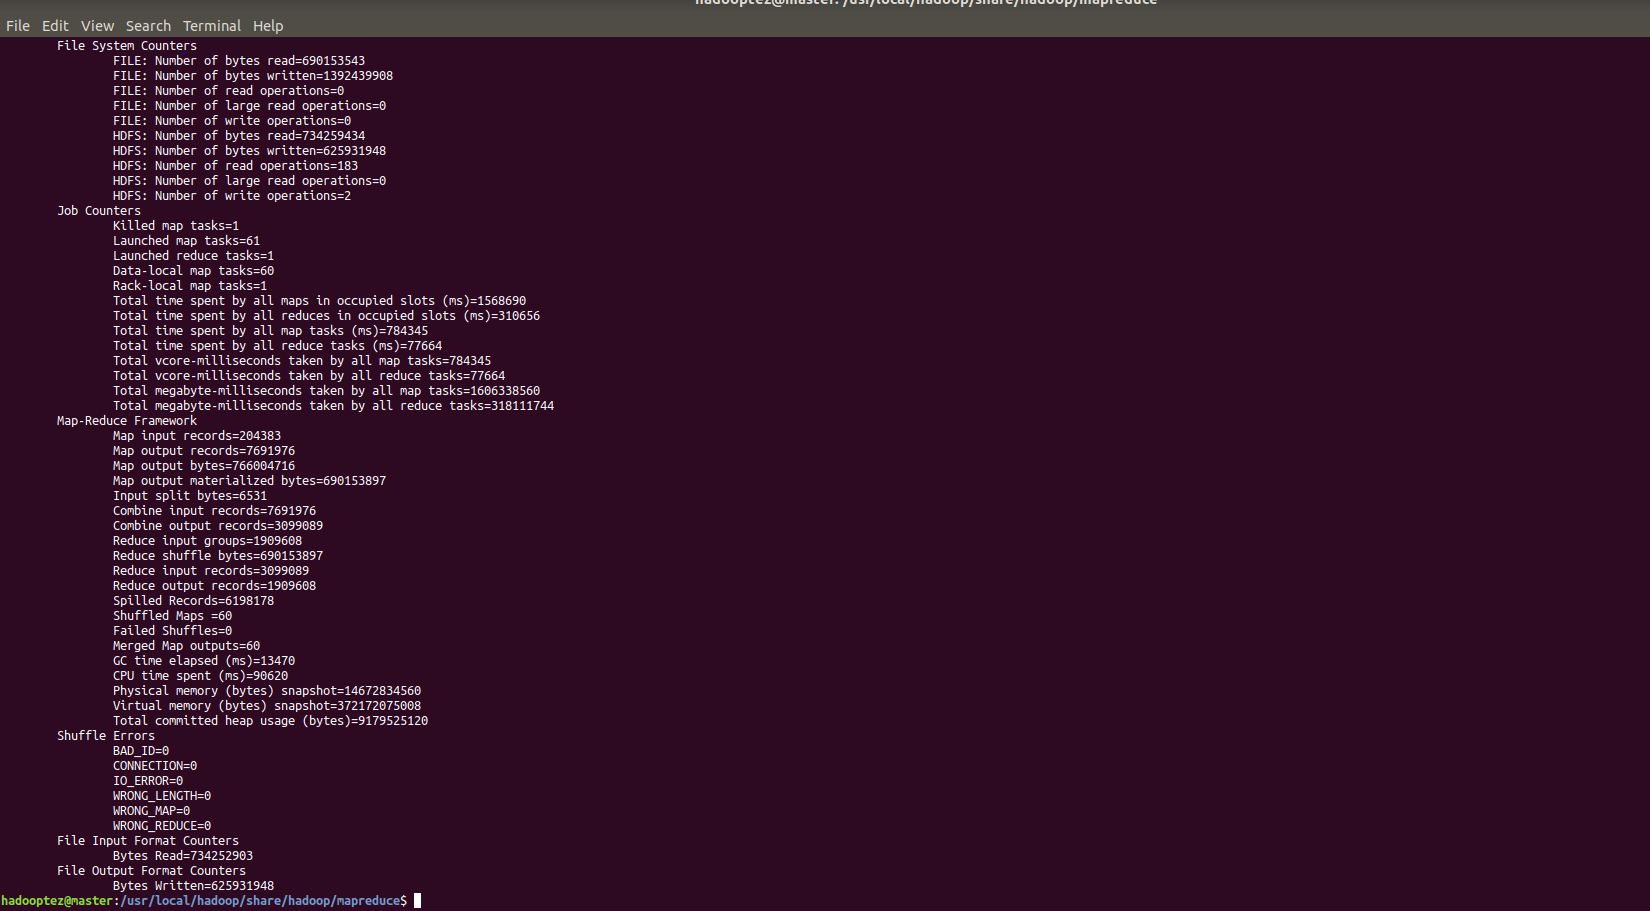 hadooptez@master: /usr/local/hadoop/share/hadoop/mapreduce
File Edit View Search Terminal Help
File System Counters
FILE: Number of bytes read=690153543
FILE: Number of bytes written=1392439908
FILE: Number of read operations=0
FILE: Number of large read operations=0
FILE: Number of write operations=0
HDFS: Number of bytes read=734259434
HDFS: Number of bytes written=625931948
HDFS: Number of read operations=183
HDFS: Number of large read operations=0
HDFS: Number of write operations=2
Job Counters
Killed map tasks=1
Launched map tasks=61
Launched reduce tasks=1
Data-local map tasks=60
Rack-local map tasks=1
Total time spent by all maps in occupied slots (ms)=1568690
Total time spent by all reduces in occupied slots (ms)=310656
Total time spent by all map tasks (ms)=784345
Total time spent by all reduce tasks (ms)=77664
Total vcore-milliseconds taken by all map tasks=784345
Total vcore-milliseconds taken by all reduce tasks=77664
Total megabyte-milliseconds taken by all map tasks=1606338560
Total megabyte-milliseconds taken by all reduce tasks=318111744
Map-Reduce Framework
Map input records=204383
Map output records=7691976
Map output bytes=766004716
Map output materialized bytes=690153897
Input split bytes=6531
Combine input records=7691976
Combine output records=3099089
Reduce input groups=1909608
Reduce shuffle bytes=690153897
Reduce input records=3099089
Reduce output records=1909608
Spilled Records=6198178
Shuffled Maps =60
Failed Shuffles=0
Merged Map outputs=60
GC time elapsed (ms)=13470
CPU time spent (ms)=90620
Physical memory (bytes) snapshot=14672834560
Virtual memory (bytes) snapshot=372172075008
Total committed heap usage (bytes)=9179525120
Shuffle Errors
BAD_ID=0
CONNECTION=0
IO_ERROR=0
WRONG_LENGTH=0
WRONG_MAP=0
WRONG_REDUCE=0
File Input Format Counters
Bytes Read=734252903
File Output Format Counters
Bytes Written=625931948
hadooptez@master:/usr/local/hadoop/share/hadoop/mapreduce$